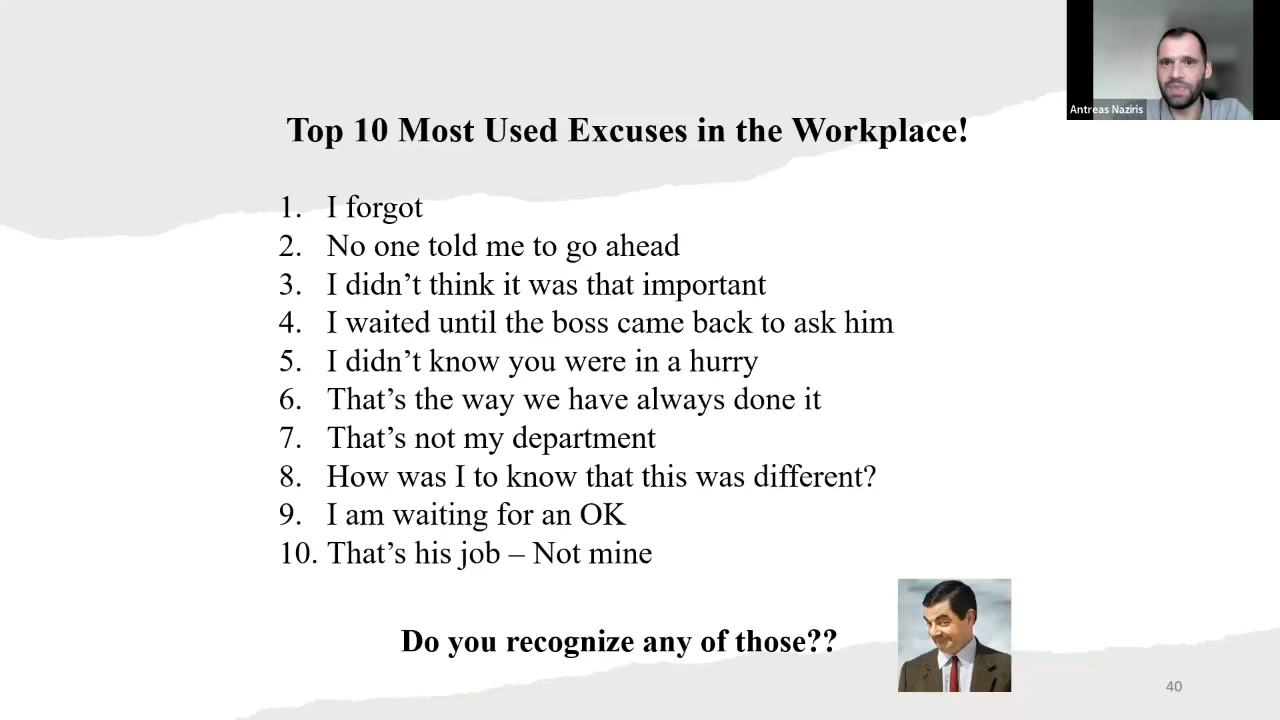 Antreas Naziris
Top 10 Most Used Excuses in the Workplace!
1. I forgot
2. No one told me to go ahead
3. I didn’t think it was that important
4. I waited until the boss came back to ask him
5. I didn’t know you were in a hurry
6. That’s the way we have always done it
7. That’s not my department
8. How was I to know that this was different?
9. I am waiting for an OK
10. That’s his job – Not mine
Do you recognize any of those??
40